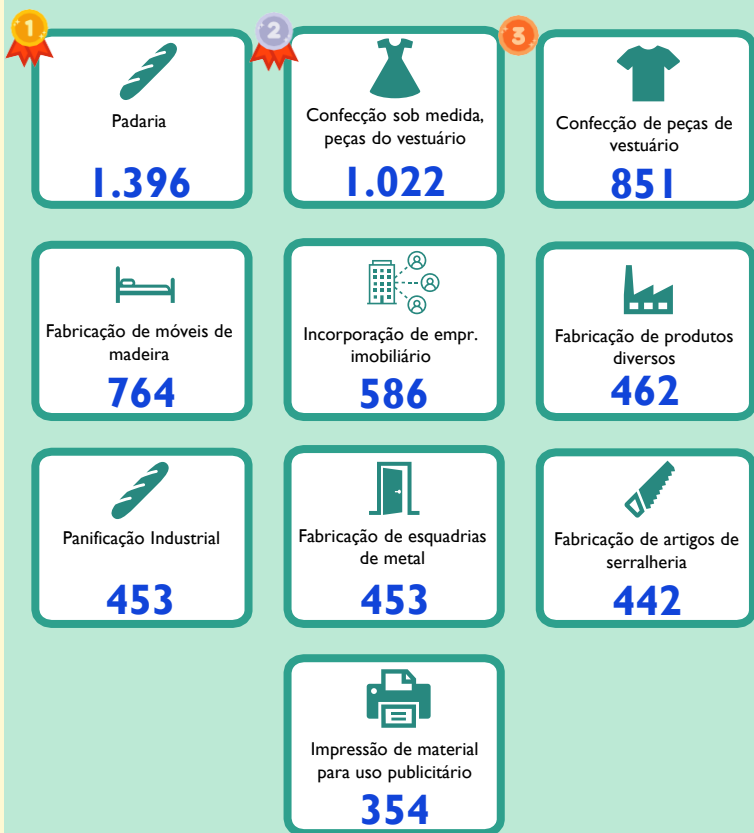 1
Padaria
1.396
2
Confecção sob medida,
peças do vestuário
1.022
3
Confecção de peças de
vestuário
851
Fabricação de móveis de
madeira
764
Incorporação de empr.
imobiliário
586
Fabricação de produtos
diversos
462
Panificação Industrial
453
Fabricação de esquadrias
de metal
453
Fabricação de artigos de
serralheria
442
Impressão de material
para uso publicitário
354